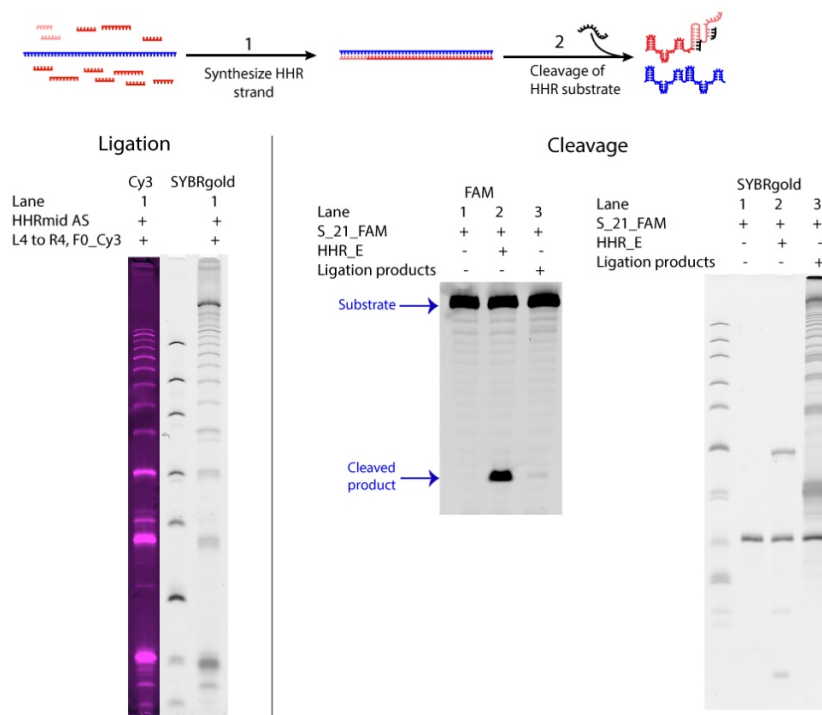 1
Synthesize HHR
strand
2
Cleavage of
HHR substrate
Ligation
Cy3 SYBRgold
Lane 1 1
HHRmid AS + +
L4 to R4, F0_Cy3 + +
Cleavage
FAM
Lane 1 2 3
S_21_FAM + + +
HHR_E - + -
Ligation products - - +
Substrate
Cleaved
product
SYBRgold
Lane 1 2 3
S_21_FAM + + +
HHR_E - + -
Ligation products - - +